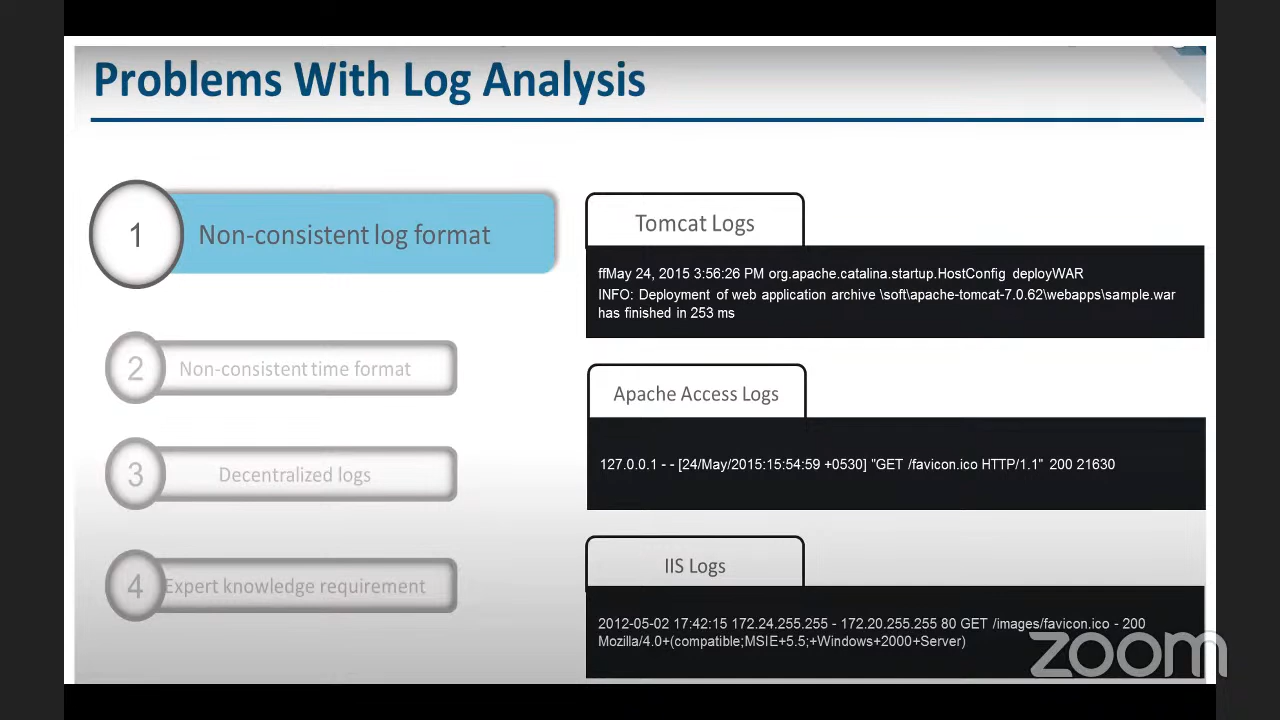 Problems With Log Analysis
1
Non-consistent log format
2
Non-consistent time format
3
Decentralized logs
4
Expert knowledge requirement
Tomcat Logs
ffMay 24, 2015 3:56:26 PM org.apache.catalina.startup.HostConfig deployWAR
INFO: Deployment of web application archive \soft\apache-tomcat-7.0.62\webapps\sample.war
has finished in 253 ms
Apache Access Logs
127.0.0.1 - - [24/May/2015:15:54:59 +0530] "GET /favicon.ico HTTP/1.1" 200 21630
IIS Logs
2012-05-02 17:42:15 172.24.255.255 - 172.20.255.255 80 GET /images/favicon.ico - 200
Mozilla/4.0+(compatible;MSIE+5.5;+Windows+2000+Server)
zoom